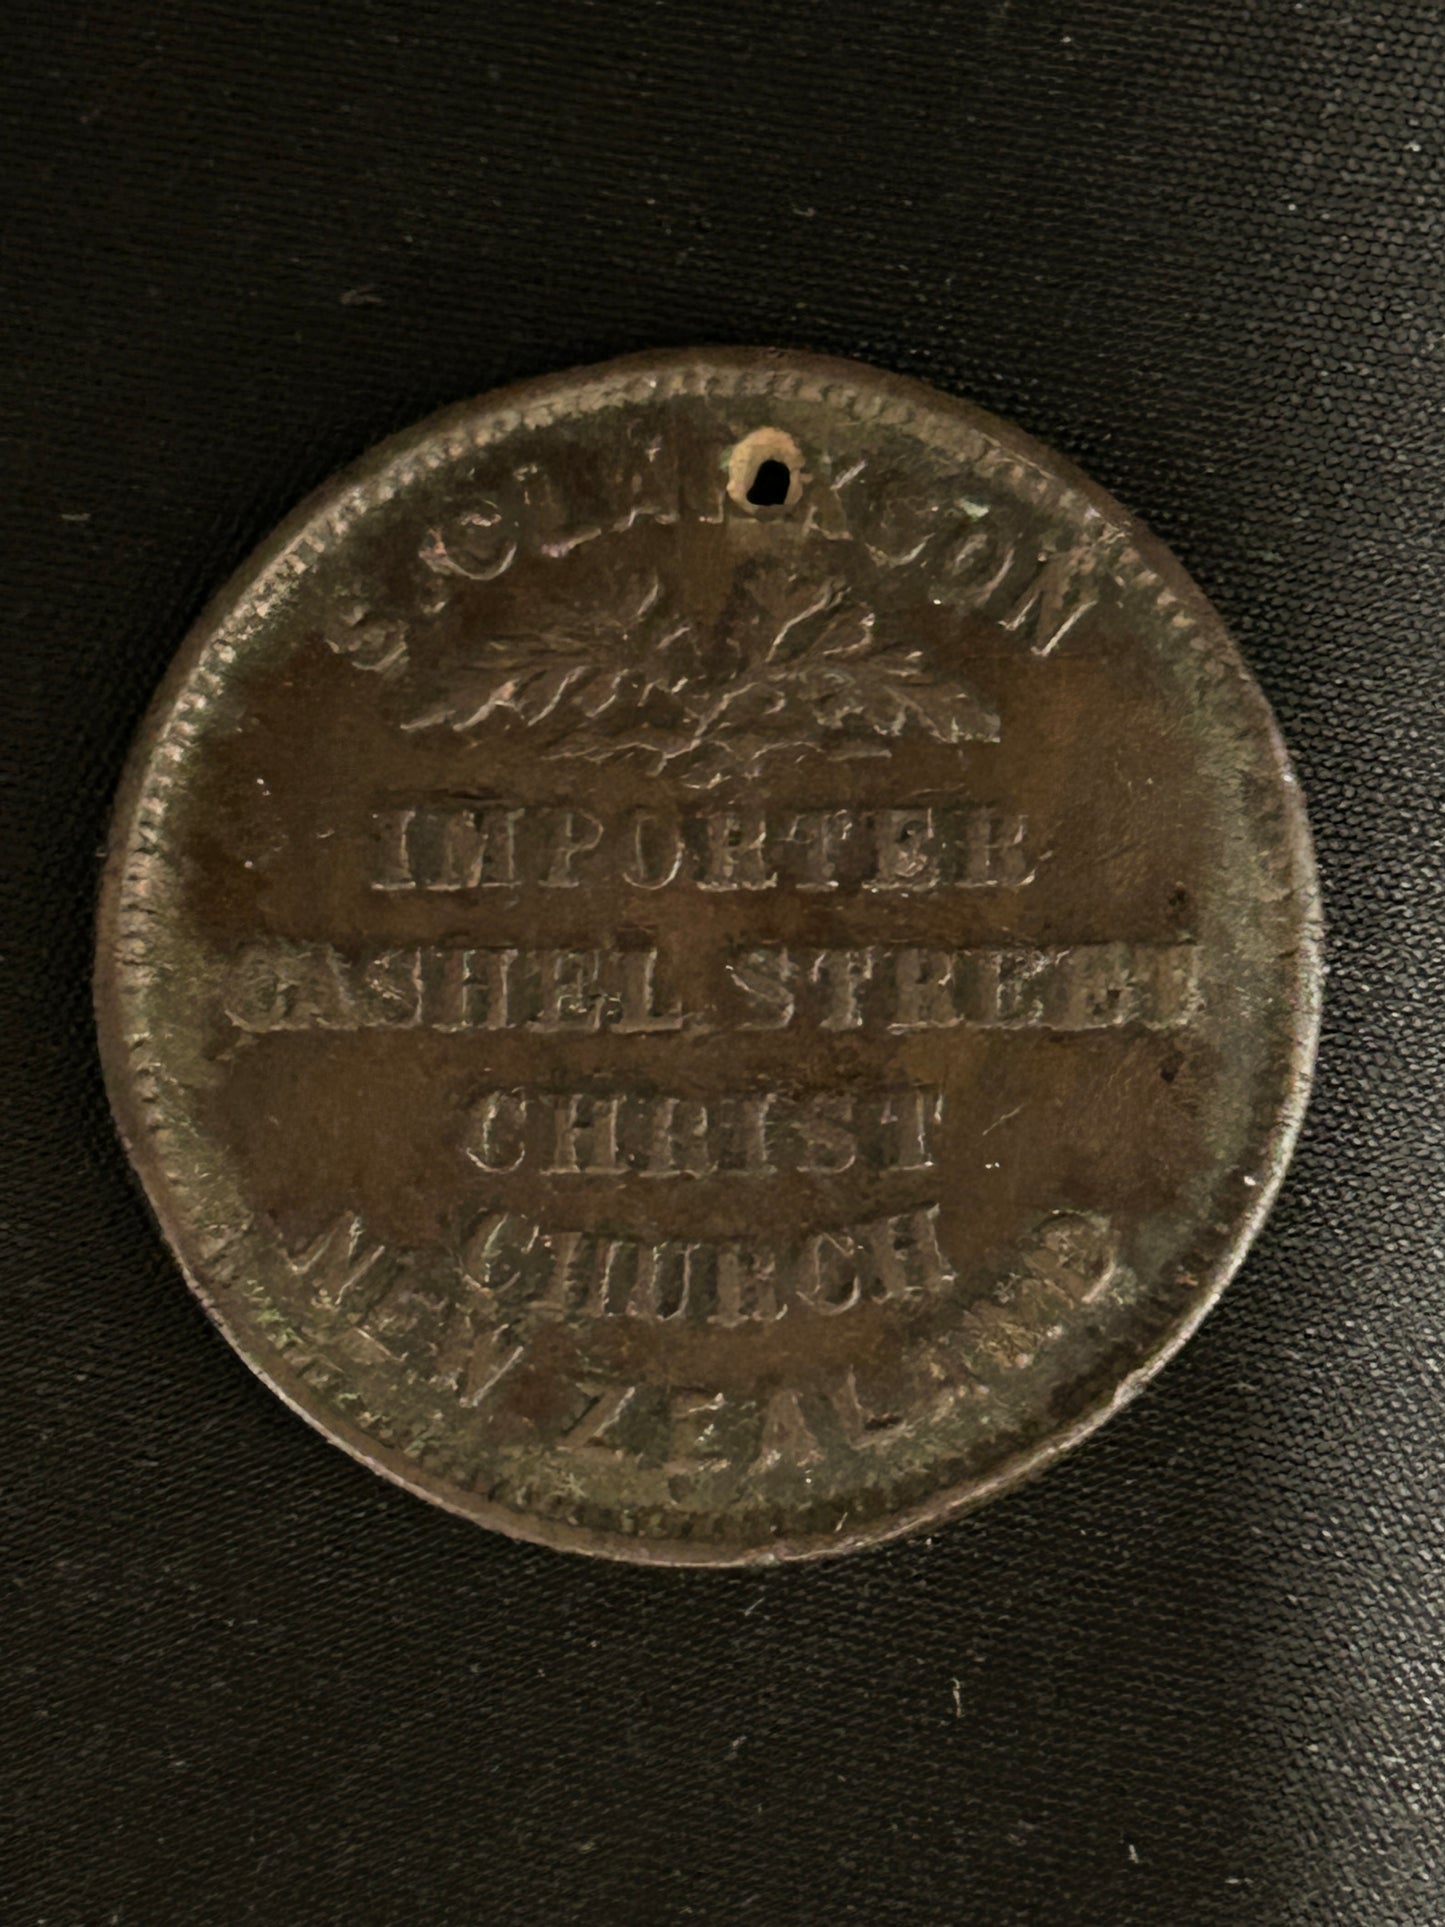 S. CLARKSON
IMPORTER
CASHEL STREET
CHRIST
CHURCH
NEW ZEALAND